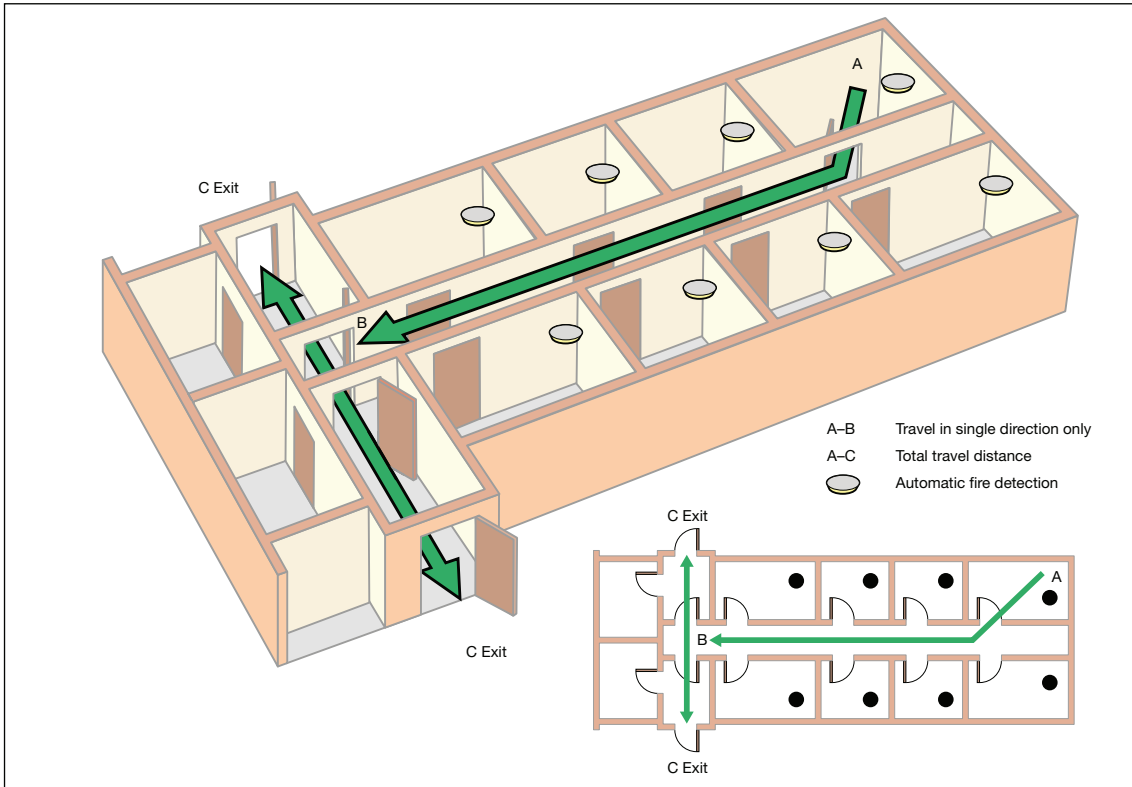 A
C Exit
B
A–B Travel in single direction only
A–C Total travel distance
Automatic fire detection
C Exit
C Exit
A
B
C Exit